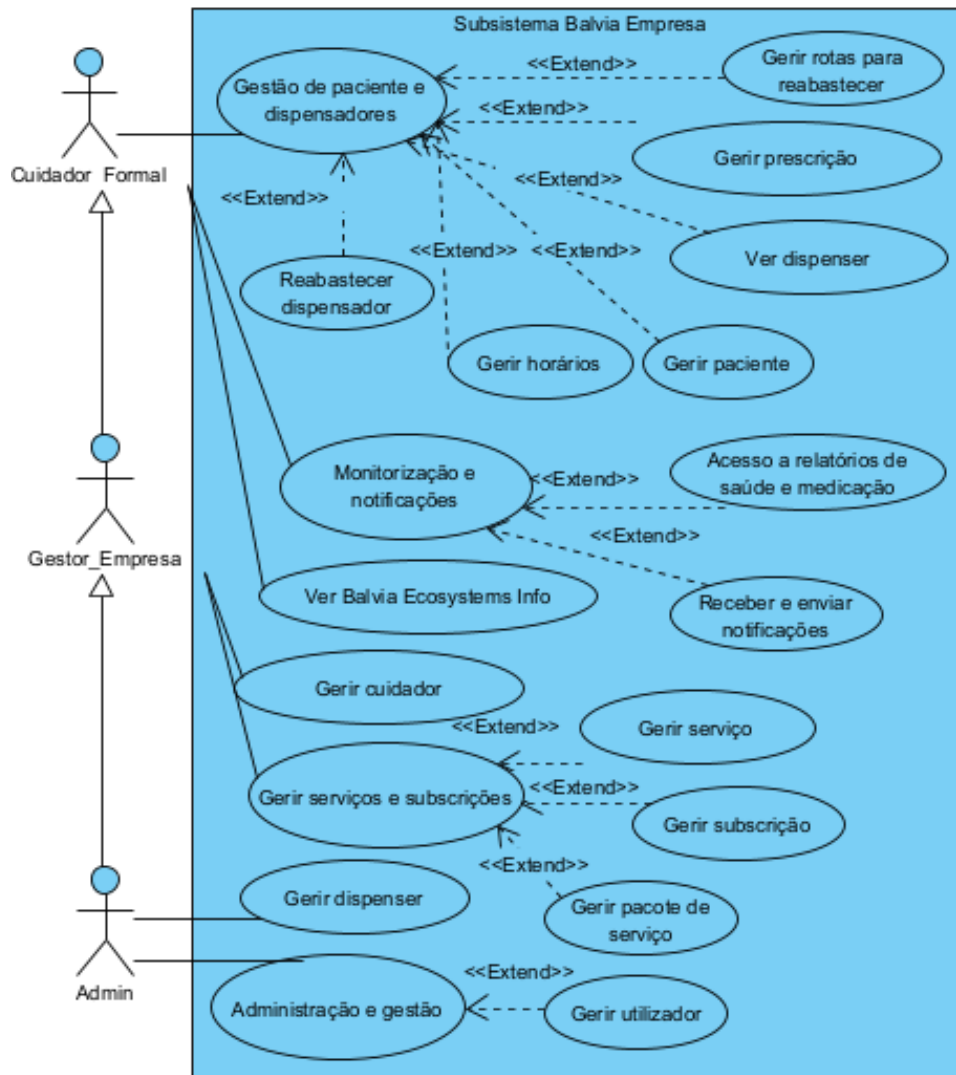 Subsistema Balvia Empresa
<<Extend>>
Gerir rotas para
reabastecer
Gestão de paciente e
dispensadores
<<Extend>>
Gerir prescrição
Cuidador_Formal
<<Extend>>
<<Extend>>
Ver dispenser
<<Extend>>
<<Extend>>
Reabastecer
dispensador
Gerir horários
Gerir paciente
Monitorização e
notificações
<<Extend>>
Acesso a relatórios de
saúde e medicação
<<Extend>>
Gestor_Empresa
Ver Balvia Ecosystems Info
Receber e enviar
notificações
Gerir cuidador
<<Extend>>
Gerir serviço
Gerir serviços e subscrições
<<Extend>>
Gerir subscrição
<<Extend>>
Gerir dispenser
Gerir pacote de
serviço
Admin
<<Extend>>
Administração e gestão
Gerir utilizador